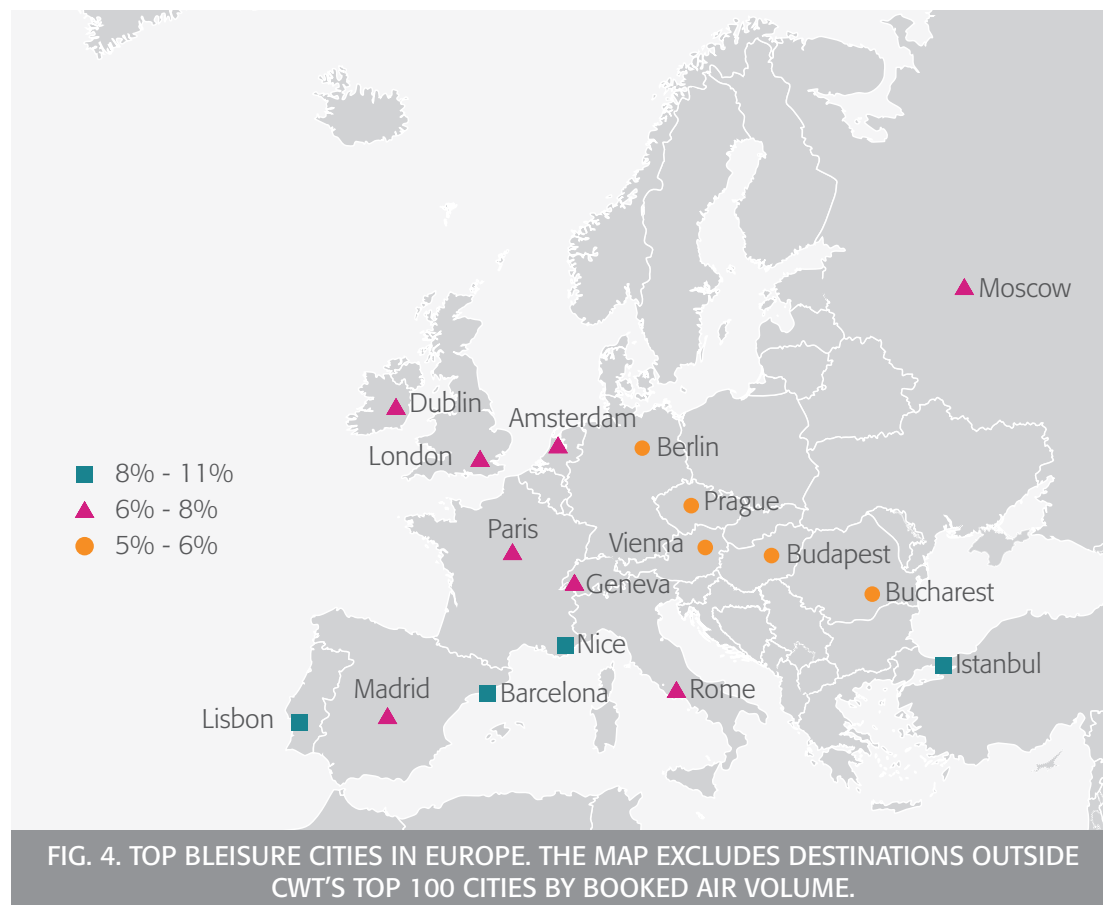 Moscow
Dublin
Amsterdam
London
Berlin
8% - 11%
6% - 8%
5% - 6%
Prague
Paris
Vienna
Budapest
Geneva
Bucharest
Nice
Istanbul
Madrid
Barcelona
Rome
Lisbon
FIG. 4. TOP BLEISURE CITIES IN EUROPE. THE MAP EXCLUDES DESTINATIONS OUTSIDE
CWT'S TOP 100 CITIES BY BOOKED AIR VOLUME.